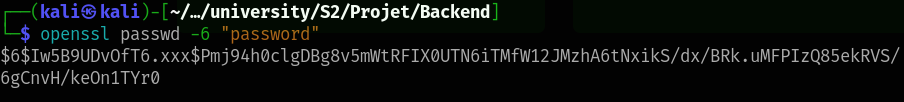 ┌──(kali㉿kali)-[~/…/university/S2/Projet/Backend]
└─$ openssl passwd -6 "password"
$6$Iw5B9UDvOfT6.xxx$Pmj94h0clgDBg8v5mWtRFIX0UTN6iTMfW12JMzhA6tNxikS/dx/BRk.uMFPIzQ85ekRVS/
6gCnvH/keOn1TYr0